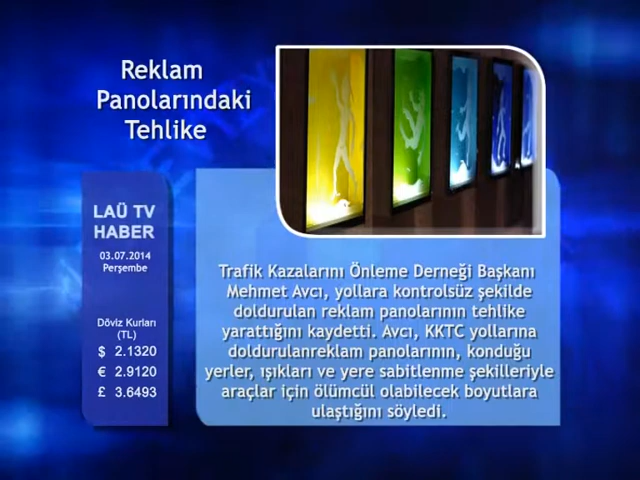 Reklam
Panolarındaki
Tehlike
LAÜ TV
HABER
03.07.2014
Perşembe
Döviz Kurları
(TL)
$ 2.1320
€ 2.9120
£ 3.6493
Trafik Kazalarını Önleme Derneği Başkanı
Mehmet Avcı, yollara kontrolsüz şekilde
doldurulan reklam panolarının tehlike
yarattığını kaydetti. Avcı, KKTC yollarına
doldurulanreklam panolarının, konduğu
yerler, ışıkları ve yere sabitlenme şekilleriyle
araçlar için ölümcül olabilecek boyutlara
ulaştığını söyledi.